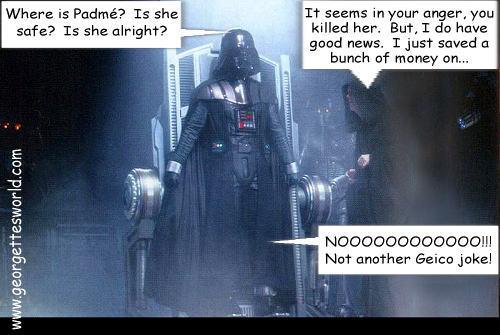 Where is Padmé?  Is she
safe?  Is she alright?
It seems in your anger, you
killed her.  But, I do have
good news.  I just saved a
bunch of money on...
NOOOOOOOOOOOO!!!
Not another Geico joke!
www.georgettesworld.com